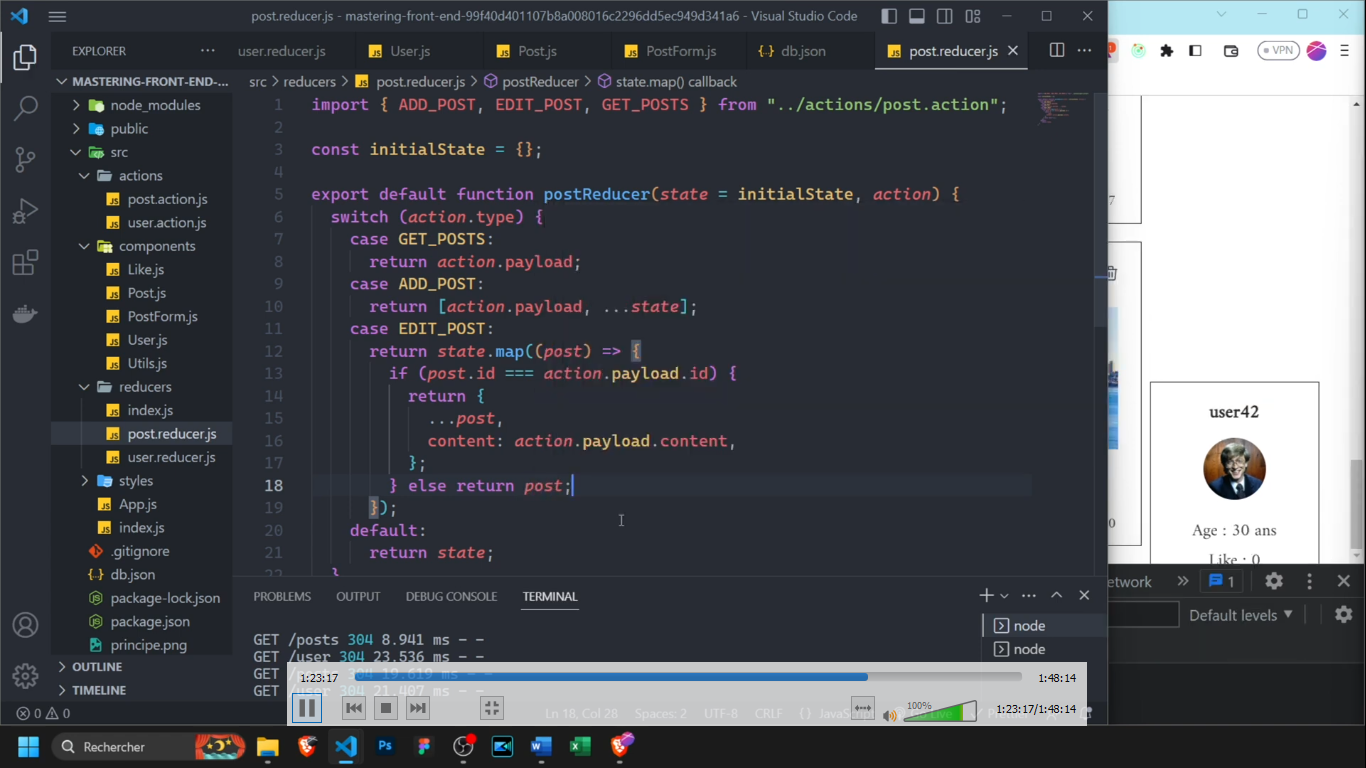 post.reducer.js - mastering-front-end-99f40d401107b8a008016c2296dd5ec949d341a6 - Visual Studio Code
EXPLORER
user.reducer.js
User.js
Post.js
PostForm.js
db.json
post.reducer.js
VPN
MASTERING-FRONT-END-...
src > reducers > post.reducer.js > postReducer > state.map() callback
node_modules
public
src
actions
post.action.js
user.action.js
components
Like.js
Post.js
PostForm.js
User.js
Utils.js
reducers
index.js
post.reducer.js
user.reducer.js
styles
App.js
index.js
.gitignore
db.json
package-lock.json
package.json
principe.png
OUTLINE
TIMELINE
1 import { ADD_POST, EDIT_POST, GET_POSTS } from "../actions/post.action";
2
3 const initialState = {};
4
5 export default function postReducer(state = initialState, action) {
6 switch (action.type) {
7 case GET_POSTS:
8 return action.payload;
9 case ADD_POST:
10 return [action.payload, ...state];
11 case EDIT_POST:
12 return state.map((post) => {
13 if (post.id === action.payload.id) {
14 return {
15 ...post,
16 content: action.payload.content,
17 };
18 } else return post;
19 });
20 default:
21 return state;
22 }
7
0
user42
Age : 30 ans
Like : 0
etwork
1
Default levels
PROBLEMS
OUTPUT
DEBUG CONSOLE
TERMINAL
node
node
GET /posts 304 8.941 ms - -
GET /user 304 23.536 ms - -
GET /posts 304 19.619 ms - -
GET /user 304 21.407 ms - -
1:23:17
1:48:14
100%
1:23:17/1:48:14
0 0
Ln 18, Col 28
Spaces: 2
UTF-8
CRLF
{} JavaScript
Rechercher